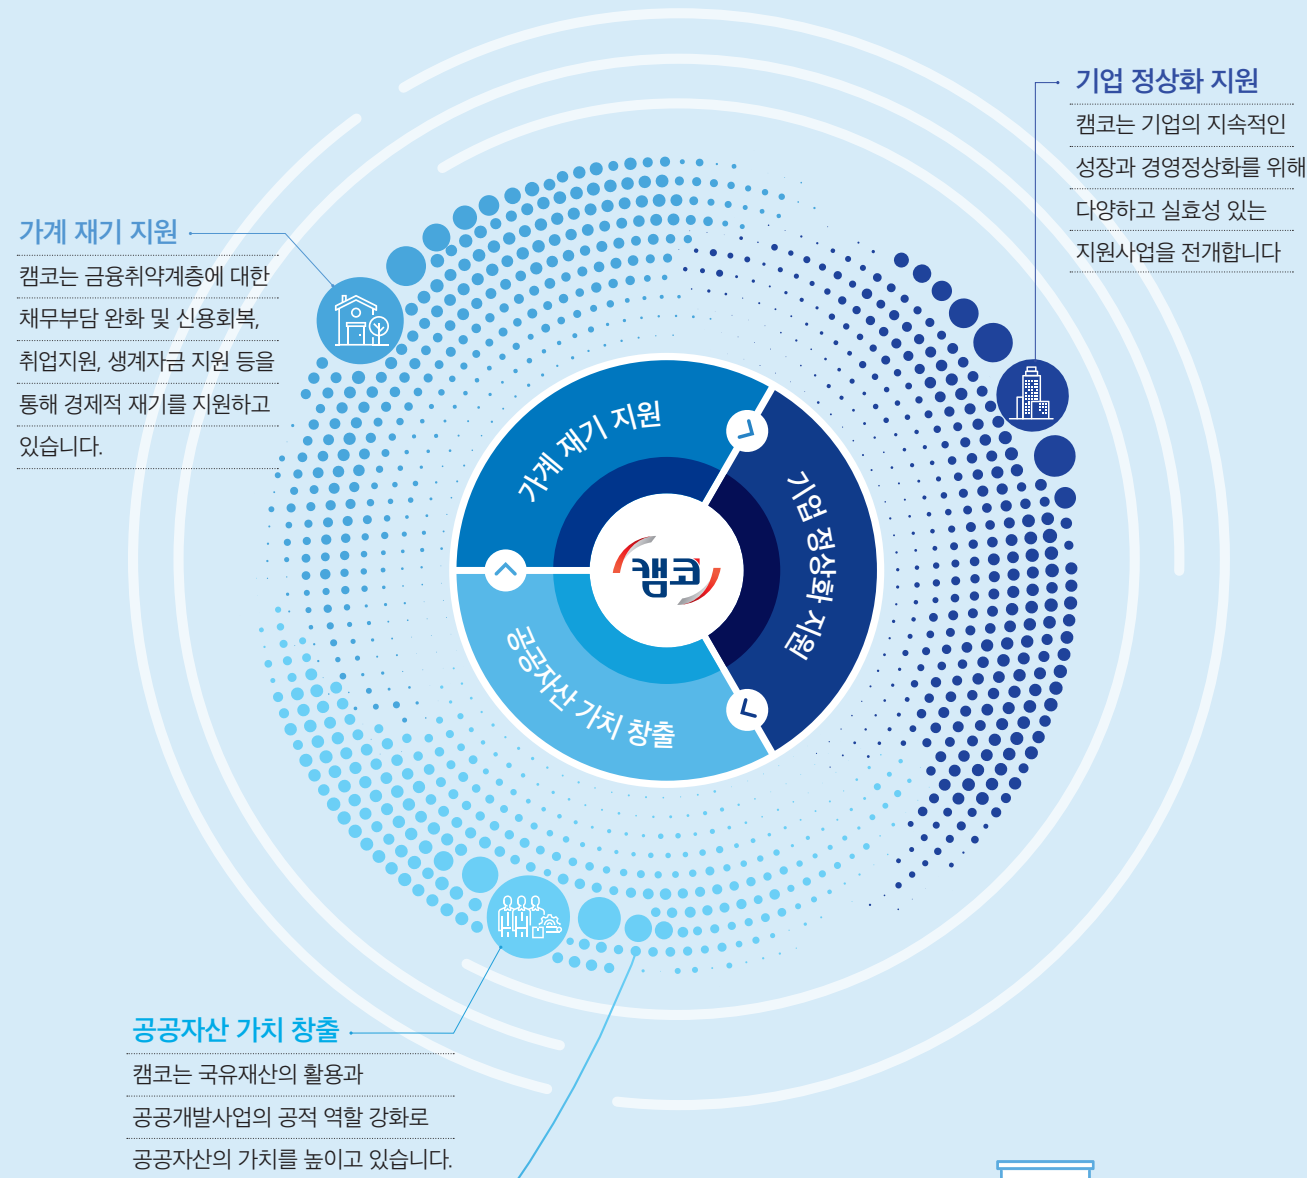 기업 정상화 지원
캠코는 기업의 지속적인
성장과 경영정상화를 위해
다양하고 실효성 있는
지원사업을 전개합니다
가계 재기 지원
캠코는 금융취약계층에 대한
채무부담 완화 및 신용회복,
취업지원, 생계자금 지원 등을
통해 경제적 재기를 지원하고
있습니다.
가계 재기 지원
기업 정상화 지원
캠코
공공자산 가치 창출
공공자산 가치 창출
캠코는 국유재산의 활용과
공공개발사업의 공적 역할 강화로
공공자산의 가치를 높이고 있습니다.